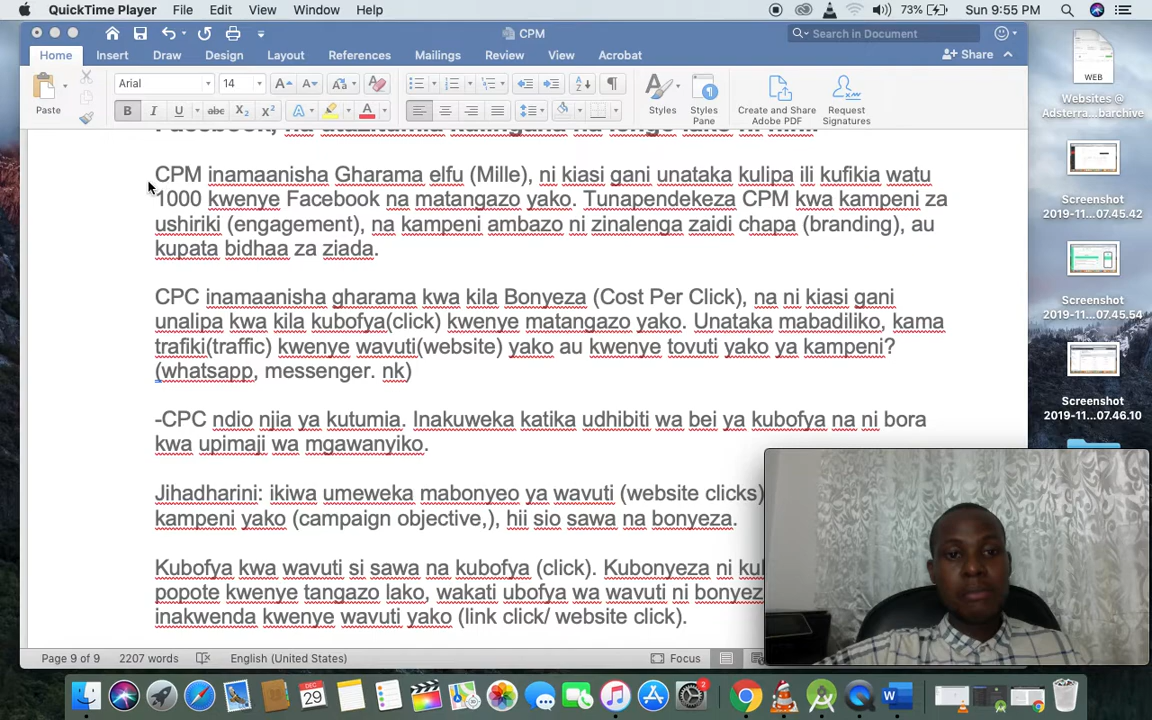 QuickTime Player File Edit View Window Help 73% Sun 9:55 PM
CPM
Search in Document
Home Insert Draw Design Layout References Mailings Review View Acrobat Share
Paste
Arial 14
Styles Styles Pane Create and Share Adobe PDF Request Signatures
CPM inamaanisha Gharama elfu (Mille), ni kiasi gani unataka kulipa ili kufikia watu
1000 kwenye Facebook na matangazo yako. Tunapendekeza CPM kwa kampeni za
ushiriki (engagement), na kampeni ambazo ni zinalenga zaidi chapa (branding), au
kupata bidhaa za ziada.
CPC inamaanisha gharama kwa kila Bonyeza (Cost Per Click), na ni kiasi gani
unalipa kwa kila kubofya(click) kwenye matangazo yako. Unataka mabadiliko, kama
trafiki(traffic) kwenye wavuti(website) yako au kwenye tovuti yako ya kampeni?
(whatsapp, messenger. nk)
-CPC ndio njia ya kutumia. Inakuweka katika udhibiti wa bei ya kubofya na ni bora
kwa upimaji wa mgawanyiko.
Jihadharini: ikiwa umeweka mabonyeo ya wavuti (website clicks)
kampeni yako (campaign objective,), hii sio sawa na bonyeza.
Kubofya kwa wavuti si sawa na kubofya (click). Kubonyeza ni
popote kwenye tangazo lako, wakati ubofya wa wavuti ni
inakwenda kwenye wavuti yako (link click/ website click).
Page 9 of 9 2207 words English (United States) Focus
WEB
Websites @
Adsterra...barchive
Screenshot
2019-11...07.45.42
Screenshot
2019-11...07.45.54
Screenshot
2019-11...07.46.10
DEC
29
2